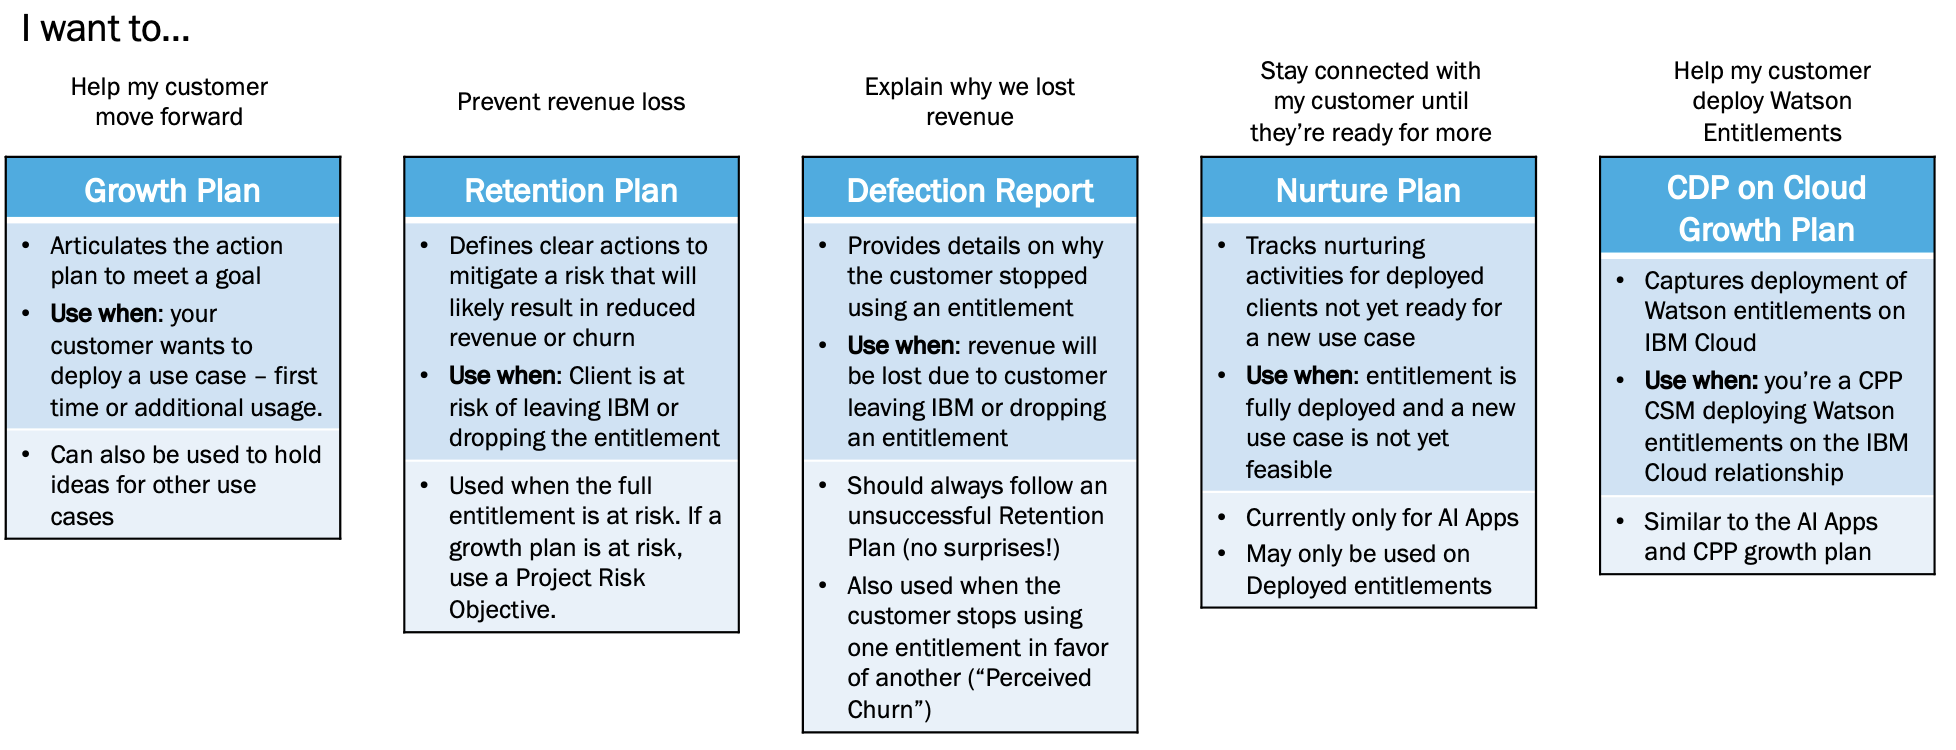 I want to...
Help my customer
move forward
Growth Plan
• Articulates the action
plan to meet a goal
• Use when: your
customer wants to
deploy a use case – first
time or additional usage.
• Can also be used to hold
ideas for other use
cases
Prevent revenue loss
Retention Plan
• Defines clear actions to
mitigate a risk that will
likely result in reduced
revenue or churn
• Use when: Client is at
risk of leaving IBM or
dropping the entitlement
• Used when the full
entitlement is at risk. If a
growth plan is at risk,
use a Project Risk
Objective.
Explain why we lost
revenue
Defection Report
• Provides details on why
the customer stopped
using an entitlement
• Use when: revenue will
be lost due to customer
leaving IBM or dropping
an entitlement
• Should always follow an
unsuccessful Retention
Plan (no surprises!)
• Also used when the
customer stops using
one entitlement in favor
of another (“Perceived
Churn”)
Stay connected with
my customer until
they’re ready for more
Nurture Plan
• Tracks nurturing
activities for deployed
clients not yet ready for
a new use case
• Use when: entitlement is
fully deployed and a new
use case is not yet
feasible
• Currently only for AI Apps
• May only be used on
Deployed entitlements
Help my customer
deploy Watson
Entitlements
CDP on Cloud
Growth Plan
• Captures deployment of
Watson entitlements on
IBM Cloud
• Use when: you’re a CPP
CSM deploying Watson
entitlements on the IBM
Cloud relationship
• Similar to the AI Apps
and CPP growth plan